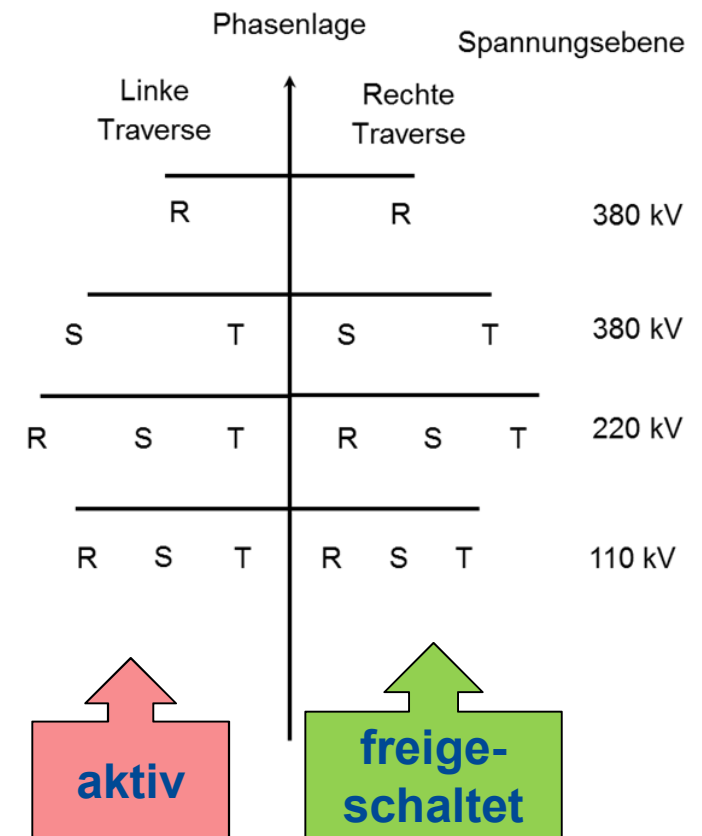 Phasenlage
Spannungsebene
Linke
Traverse
Rechte
Traverse
R R 380 kV
S T S T 380 kV
R S T R S T 220 kV
R S T R S T 110 kV
aktiv
freige-
schaltet